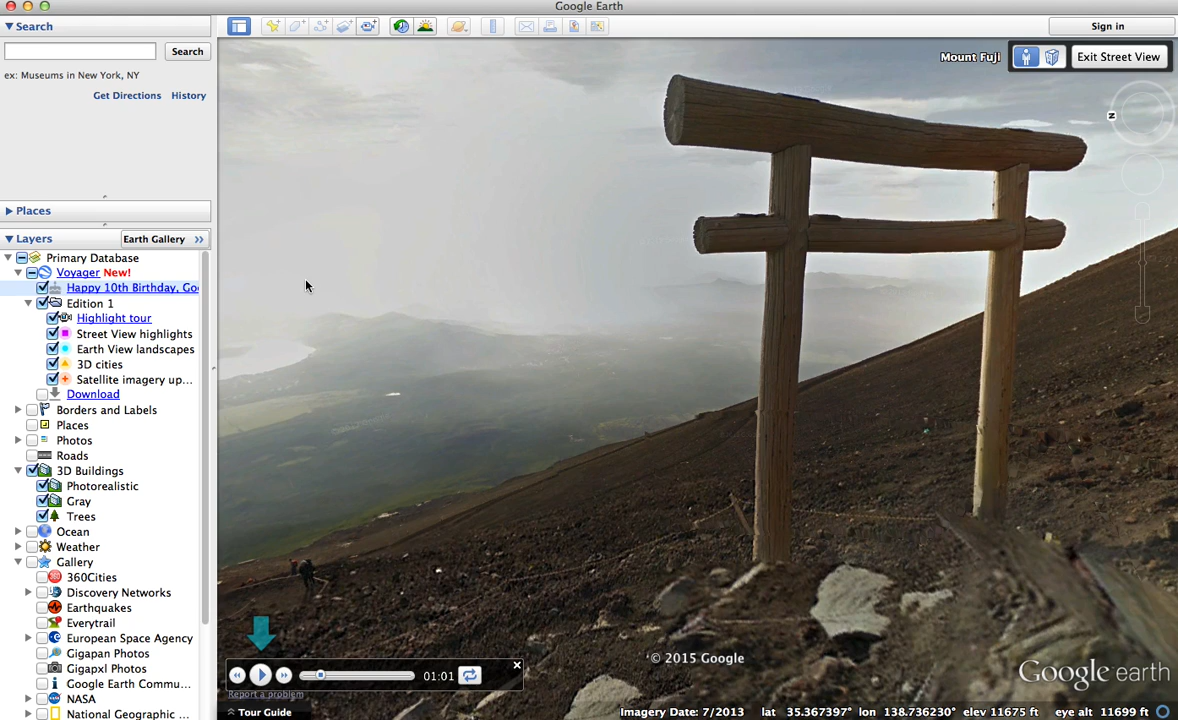 Google Earth
Search
Sign in
Search
ex: Museums in New York, NY
Get Directions
History
Mount Fuji
Exit Street View
N
Places
Layers
Earth Gallery »
Primary Database
Voyager New!
Happy 10th Birthday, Go
Edition 1
Highlight tour
Street View highlights
Earth View landscapes
3D cities
Satellite imagery up...
Download
Borders and Labels
Places
Photos
Roads
3D Buildings
Photorealistic
Gray
Trees
Ocean
Weather
Gallery
360 360Cities
Discovery Networks
Earthquakes
Everytrail
European Space Agency
Gigapan Photos
Gigapxl Photos
Google Earth Commu...
NASA
National Geographic ...
© 2015 Google
Google earth
01:01
Report a problem
Tour Guide
Imagery Date: 7/2013 lat 35.367397° lon 138.736230° elev 11675 ft eye alt 11699 ft